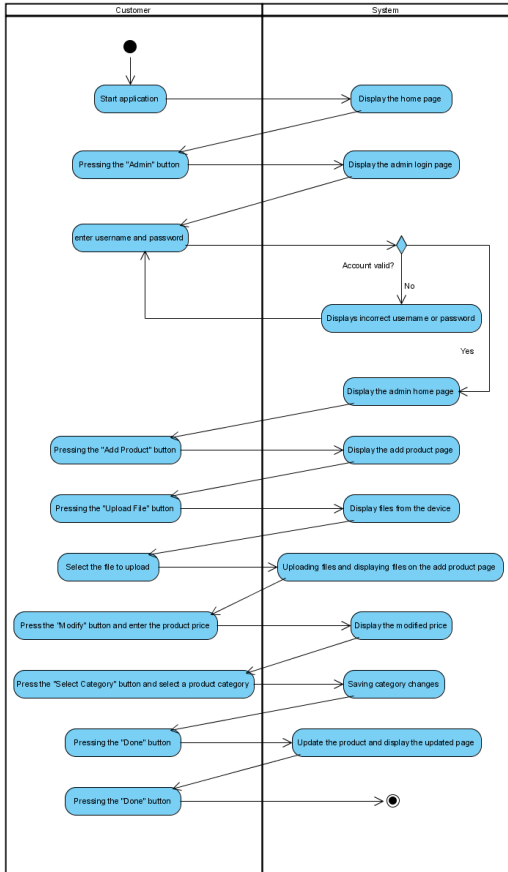 Customer
System
Start application
Display the home page
Pressing the "Admin" button
Display the admin login page
enter username and password
Account valid?
No
Displays incorrect username or password
Yes
Display the admin home page
Pressing the "Add Product" button
Display the add product page
Pressing the "Upload File" button
Display files from the device
Select the file to upload
Uploading files and displaying files on the add product page
Press the "Modify" button and enter the product price
Display the modified price
Press the "Select Category" button and select a product category
Saving category changes
Pressing the "Done" button
Update the product and display the updated page
Pressing the "Done" button